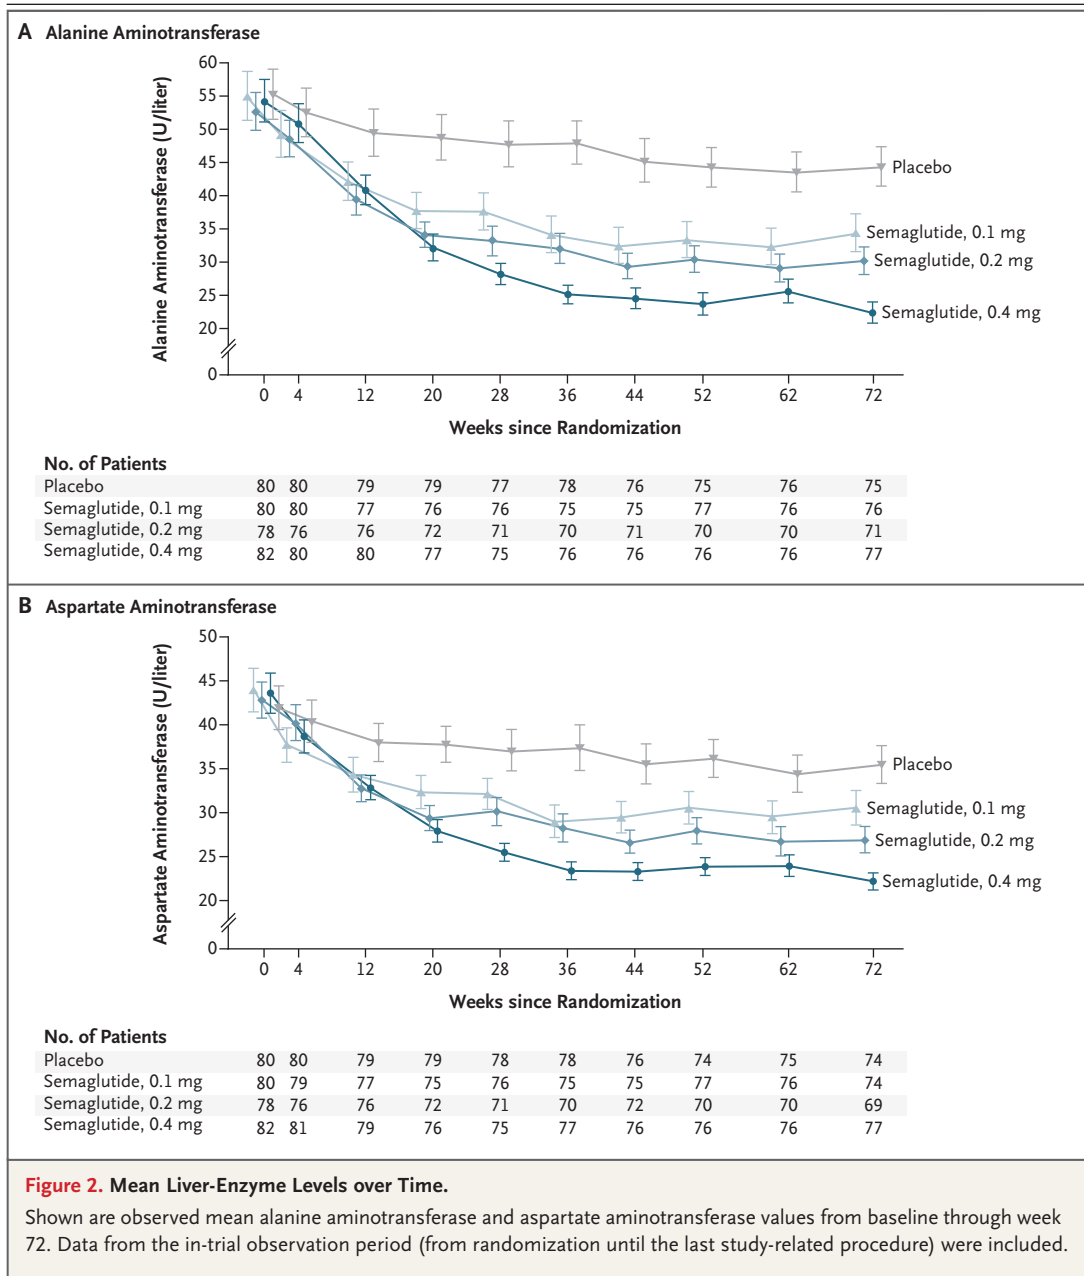 A Alanine Aminotransferase
Alanine Aminotransferase (U/liter)
60
55
50
45
40
35
30
25
20
0
Placebo
Semaglutide, 0.1 mg
Semaglutide, 0.2 mg
Semaglutide, 0.4 mg
0 4 12 20 28 36 44 52 62 72
Weeks since Randomization
No. of Patients
Placebo 80 80 79 79 77 78 76 75 76 75
Semaglutide, 0.1 mg 80 80 77 76 76 75 75 77 76 76
Semaglutide, 0.2 mg 78 76 76 72 71 70 71 70 70 71
Semaglutide, 0.4 mg 82 80 80 77 75 76 76 76 76 77
B Aspartate Aminotransferase
Aspartate Aminotransferase (U/liter)
50
45
40
35
30
25
20
0
Placebo
Semaglutide, 0.1 mg
Semaglutide, 0.2 mg
Semaglutide, 0.4 mg
0 4 12 20 28 36 44 52 62 72
Weeks since Randomization
No. of Patients
Placebo 80 80 79 79 78 78 76 74 75 74
Semaglutide, 0.1 mg 80 79 77 75 76 75 75 77 76 74
Semaglutide, 0.2 mg 78 76 76 72 71 70 72 70 70 69
Semaglutide, 0.4 mg 82 81 79 76 75 77 76 76 76 77
Figure 2. Mean Liver-Enzyme Levels over Time.
Shown are observed mean alanine aminotransferase and aspartate aminotransferase values from baseline through week
72. Data from the in-trial observation period (from randomization until the last study-related procedure) were included.